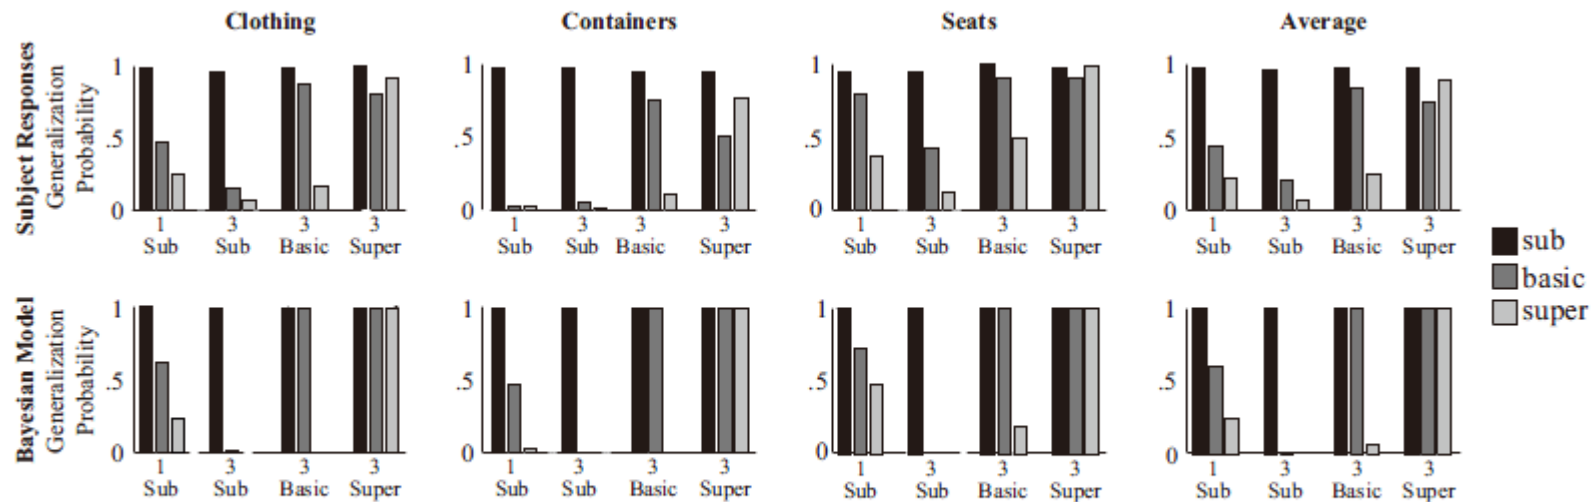 Clothing
Containers
Seats
Average
Subject Responses
Generalization
Probability
1
.5
0
1
3
3
3
Sub
Sub
Basic
Super
1
.5
0
1
3
3
3
Sub
Sub
Basic
Super
1
.5
0
1
3
3
3
Sub
Sub
Basic
Super
1
.5
0
1
3
3
3
Sub
Sub
Basic
Super
sub
basic
super
Bayesian Model
Generalization
Probability
1
.5
0
1
3
3
3
Sub
Sub
Basic
Super
1
.5
0
1
3
3
3
Sub
Sub
Basic
Super
1
.5
0
1
3
3
3
Sub
Sub
Basic
Super
1
.5
0
1
3
3
3
Sub
Sub
Basic
Super